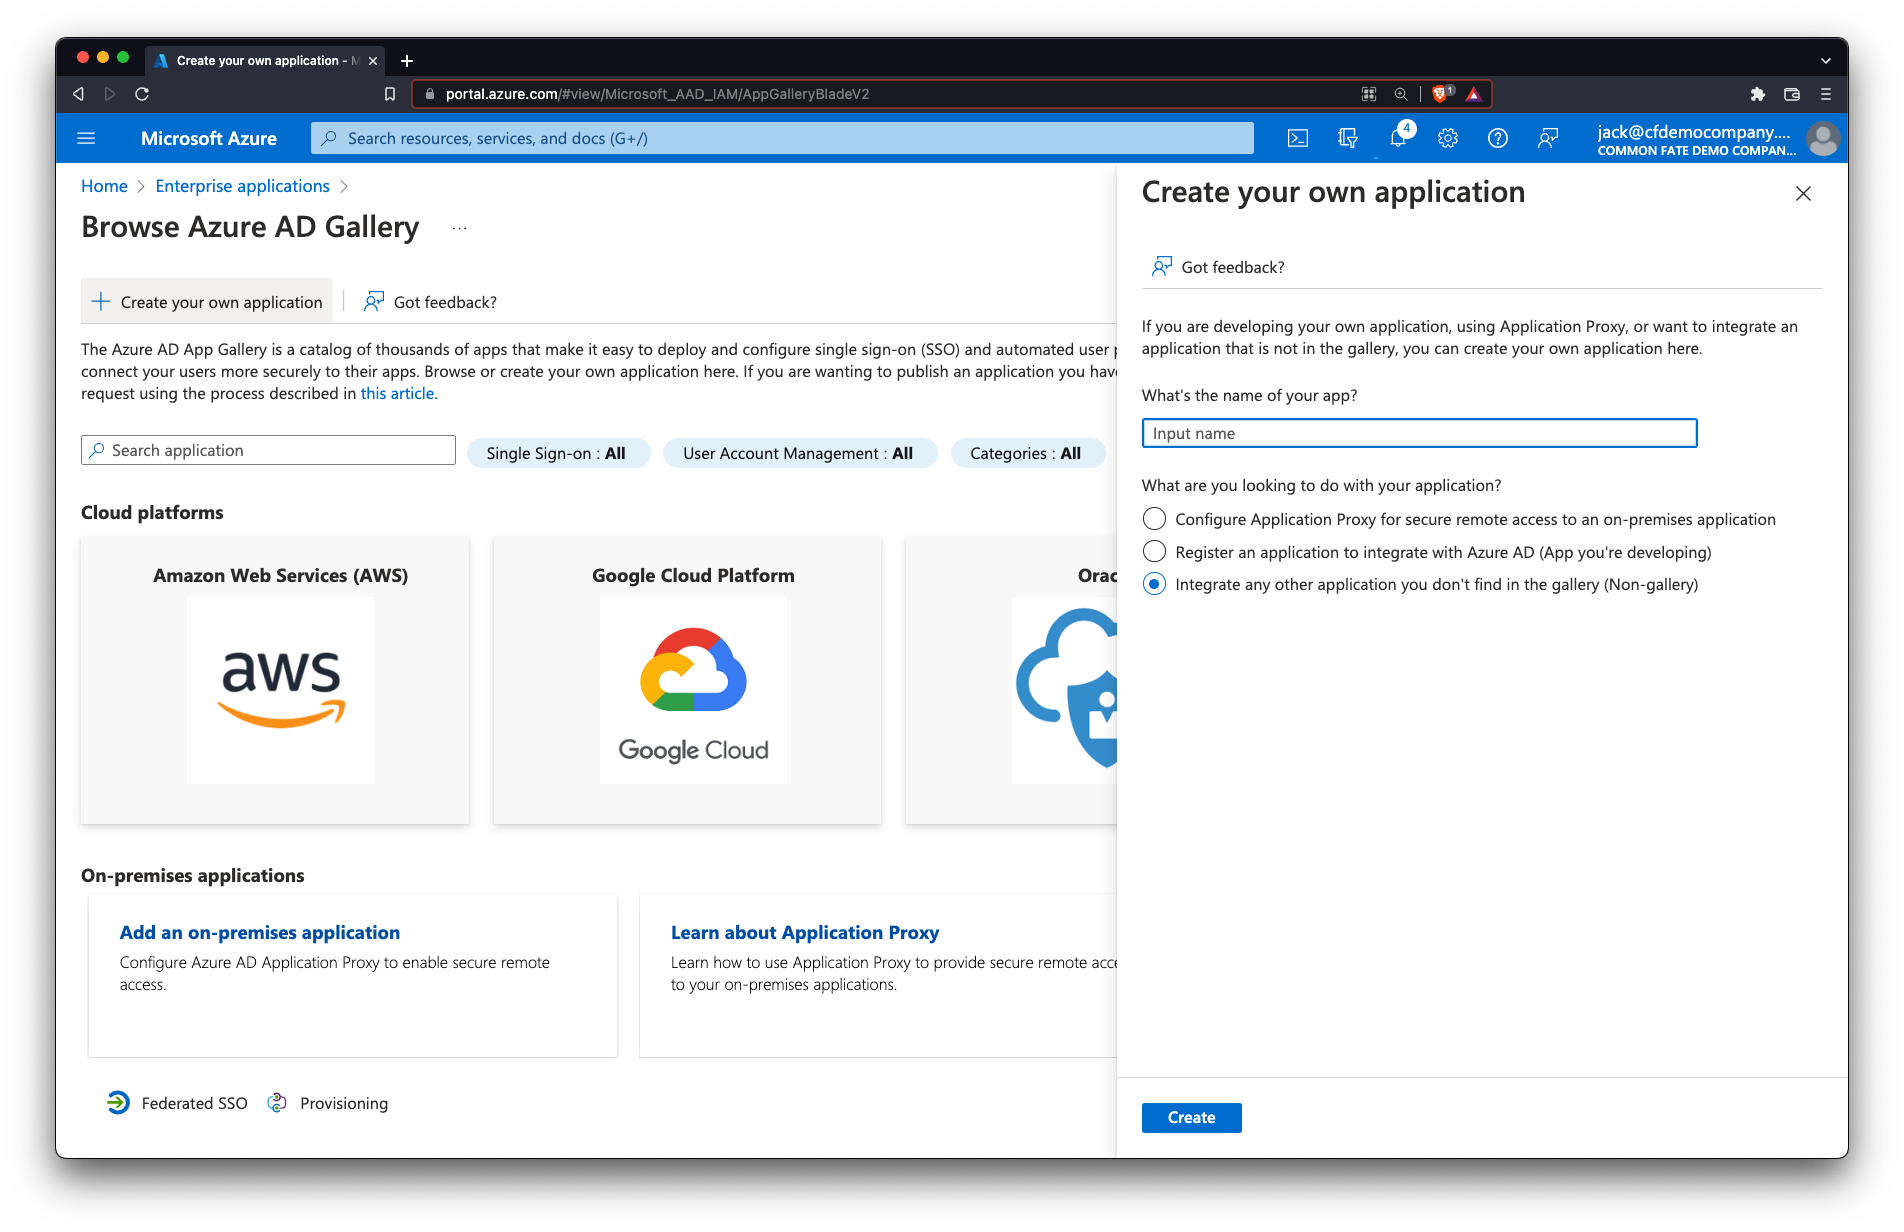 Create your own application - M
portal.azure.com/#view/Microsoft_AAD_IAM/AppGalleryBladeV2
1
Microsoft Azure
Search resources, services, and docs (G+/)
4
jack@cfdemocompany....
COMMON FATE DEMO COMPAN...
Home > Enterprise applications >
Browse Azure AD Gallery ...
Create your own application
Got feedback?
The Azure AD App Gallery is a catalog of thousands of apps that make it easy to deploy and configure single sign-on (SSO) and automated user
connect your users more securely to their apps. Browse or create your own application here. If you are wanting to publish an application you hav
request using the process described in this article.
Search application
Single Sign-on : All
User Account Management : All
Categories : All
Cloud platforms
Amazon Web Services (AWS)
aws
Google Cloud Platform
Google Cloud
Orac
On-premises applications
Add an on-premises application
Configure Azure AD Application Proxy to enable secure remote
access.
Learn about Application Proxy
Learn how to use Application Proxy to provide secure remote acce
to your on-premises applications.
Federated SSO
Provisioning
Create your own application
Got feedback?
If you are developing your own application, using Application Proxy, or want to integrate an
application that is not in the gallery, you can create your own application here.
What's the name of your app?
Input name
What are you looking to do with your application?
Configure Application Proxy for secure remote access to an on-premises application
Register an application to integrate with Azure AD (App you're developing)
Integrate any other application you don't find in the gallery (Non-gallery)
Create